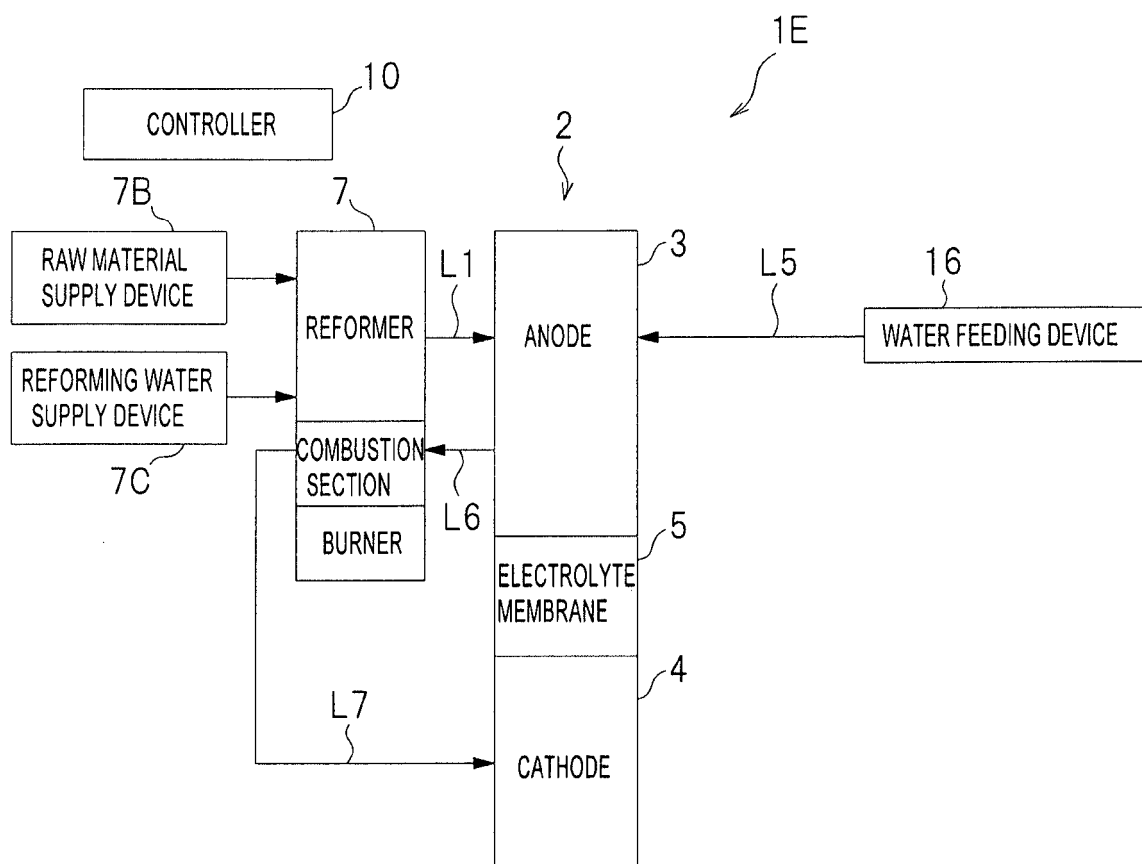 1E
10
CONTROLLER
2
7B
7
3
RAW MATERIAL
SUPPLY DEVICE
L1
L5
16
REFORMER
ANODE
WATER FEEDING DEVICE
REFORMING WATER
SUPPLY DEVICE
7C
COMBUSTION
SECTION
L6
BURNER
5
ELECTROLYTE
MEMBRANE
4
L7
CATHODE